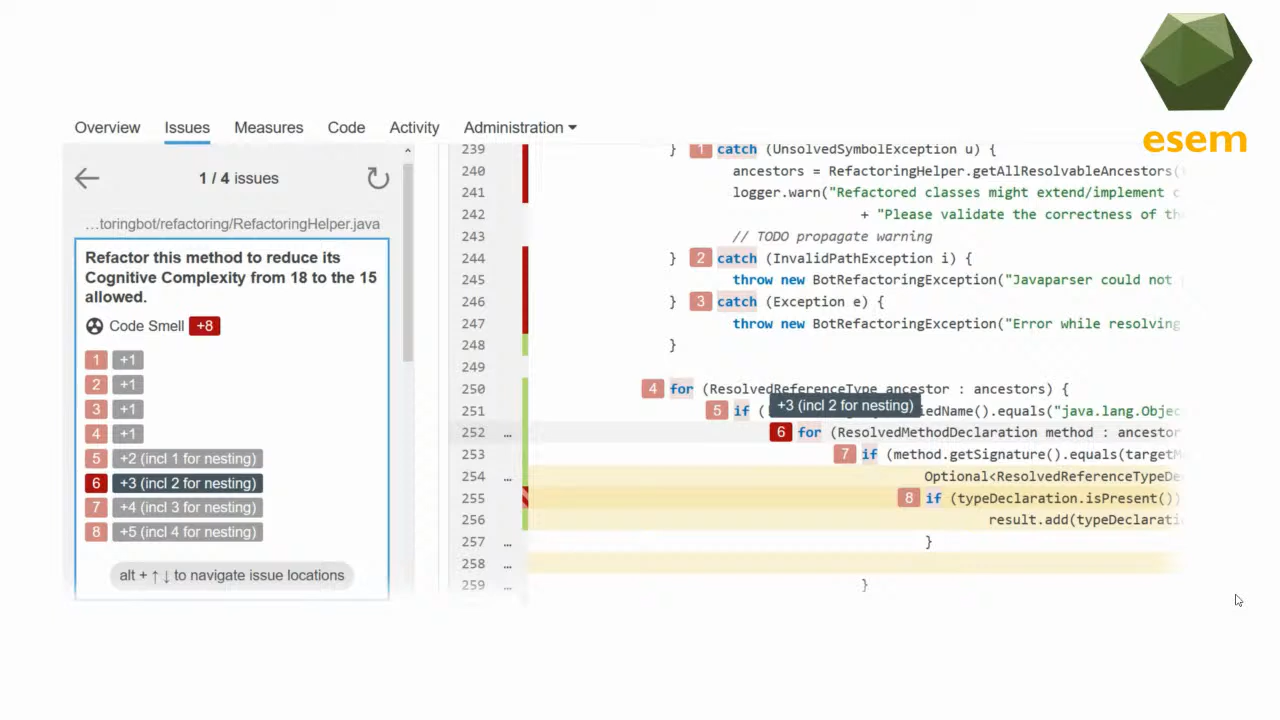 esem
Overview Issues Measures Code Activity Administration
1 / 4 issues
…toringbot/refactoring/RefactoringHelper.java
Refactor this method to reduce its
Cognitive Complexity from 18 to the 15
allowed.
Code Smell +8
1 +1
2 +1
3 +1
4 +1
5 +2 (incl 1 for nesting)
6 +3 (incl 2 for nesting)
7 +4 (incl 3 for nesting)
8 +5 (incl 4 for nesting)
alt + ↑ ↓ to navigate issue locations
239 } 1 catch (UnsolvedSymbolException u) {
240 ancestors = RefactoringHelper.getAllResolvableAncestors(
241 logger.warn("Refactored classes might extend/implement c
242 + "Please validate the correctness of th
243 // TODO propagate warning
244 } 2 catch (InvalidPathException i) {
245 throw new BotRefactoringException("Javaparser could not
246 } 3 catch (Exception e) {
247 throw new BotRefactoringException("Error while resolving
248 }
249
250 4 for (ResolvedReferenceType ancestor : ancestors) {
+3 (incl 2 for nesting)
251 5 if ( iedName().equals("java.lang.Objec
252 … 6 for (ResolvedMethodDeclaration method : ancestor
253 7 if (method.getSignature().equals(targetM
254 … Optional<ResolvedReferenceTypeDe
255 8 if (typeDeclaration.isPresent())
256 result.add(typeDeclarati
257 … }
258 …
259 … }